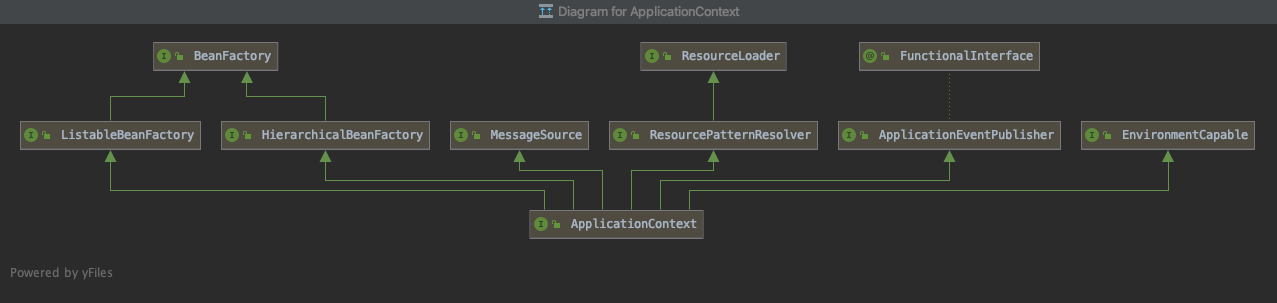 Diagram for ApplicationContext
BeanFactory
ResourceLoader
FunctionalInterface
ListableBeanFactory
HierarchicalBeanFactory
MessageSource
ResourcePatternResolver
ApplicationEventPublisher
EnvironmentCapable
ApplicationContext
Powered by yFiles